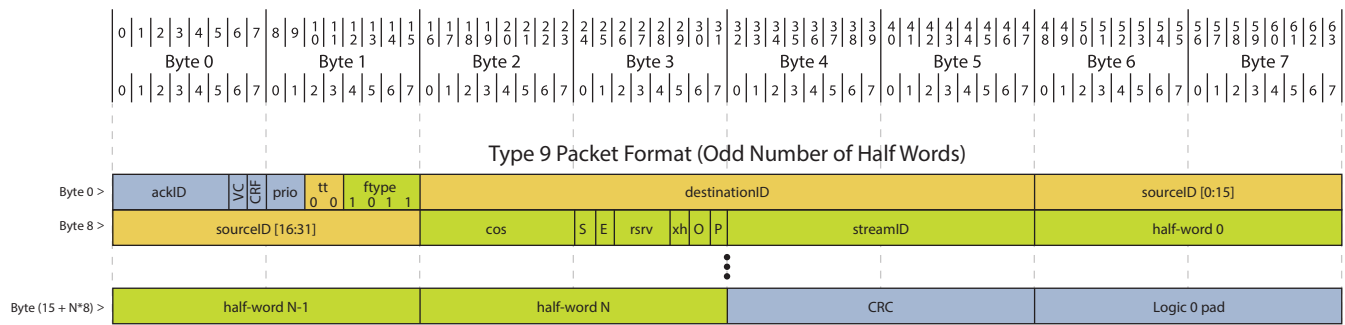 0 1 2 3 4 5 6 7 8 9 10 11 12 13 14 15 16 17 18 19 20 21 22 23 24 25 26 27 28 29 30 31 32 33 34 35 36 37 38 39 40 41 42 43 44 45 46 47 48 49 50 51 52 53 54 55 56 57 58 59 60 61 62 63
Byte 0 Byte 1 Byte 2 Byte 3 Byte 4 Byte 5 Byte 6 Byte 7
0 1 2 3 4 5 6 7 0 1 2 3 4 5 6 7 0 1 2 3 4 5 6 7 0 1 2 3 4 5 6 7 0 1 2 3 4 5 6 7 0 1 2 3 4 5 6 7 0 1 2 3 4 5 6 7 0 1 2 3 4 5 6 7
Type 9 Packet Format (Odd Number of Half Words)
Byte 0 > ackID VC CRF prio tt 0 0 ftype 1 0 1 1 destinationID sourceID [0:15]
Byte 8 > sourceID [16:31] cos S E rsrv xh O P streamID half-word 0
Byte (15 + N*8) > half-word N-1 half-word N CRC Logic 0 pad